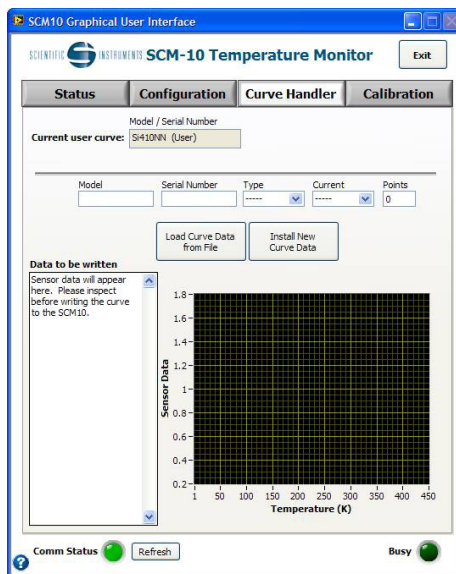 SCM10 Graphical User Interface
SCIENTIFIC INSTRUMENTS SCM-10 Temperature Monitor
Exit
Status Configuration Curve Handler Calibration
Model / Serial Number
Current user curve: Si410NN (User)
Model Serial Number Type Current Points
----- ----- 0
Load Curve Data from File
Install New Curve Data
Data to be written
Sensor data will appear
here. Please inspect
before writing the curve
to the SCM10.
Sensor Data
1.8
1.6
1.4
1.2
1
0.8
0.6
0.4
0.2
1 50 100 150 200 250 300 350 400 450
Temperature (K)
Comm Status Refresh Busy
?